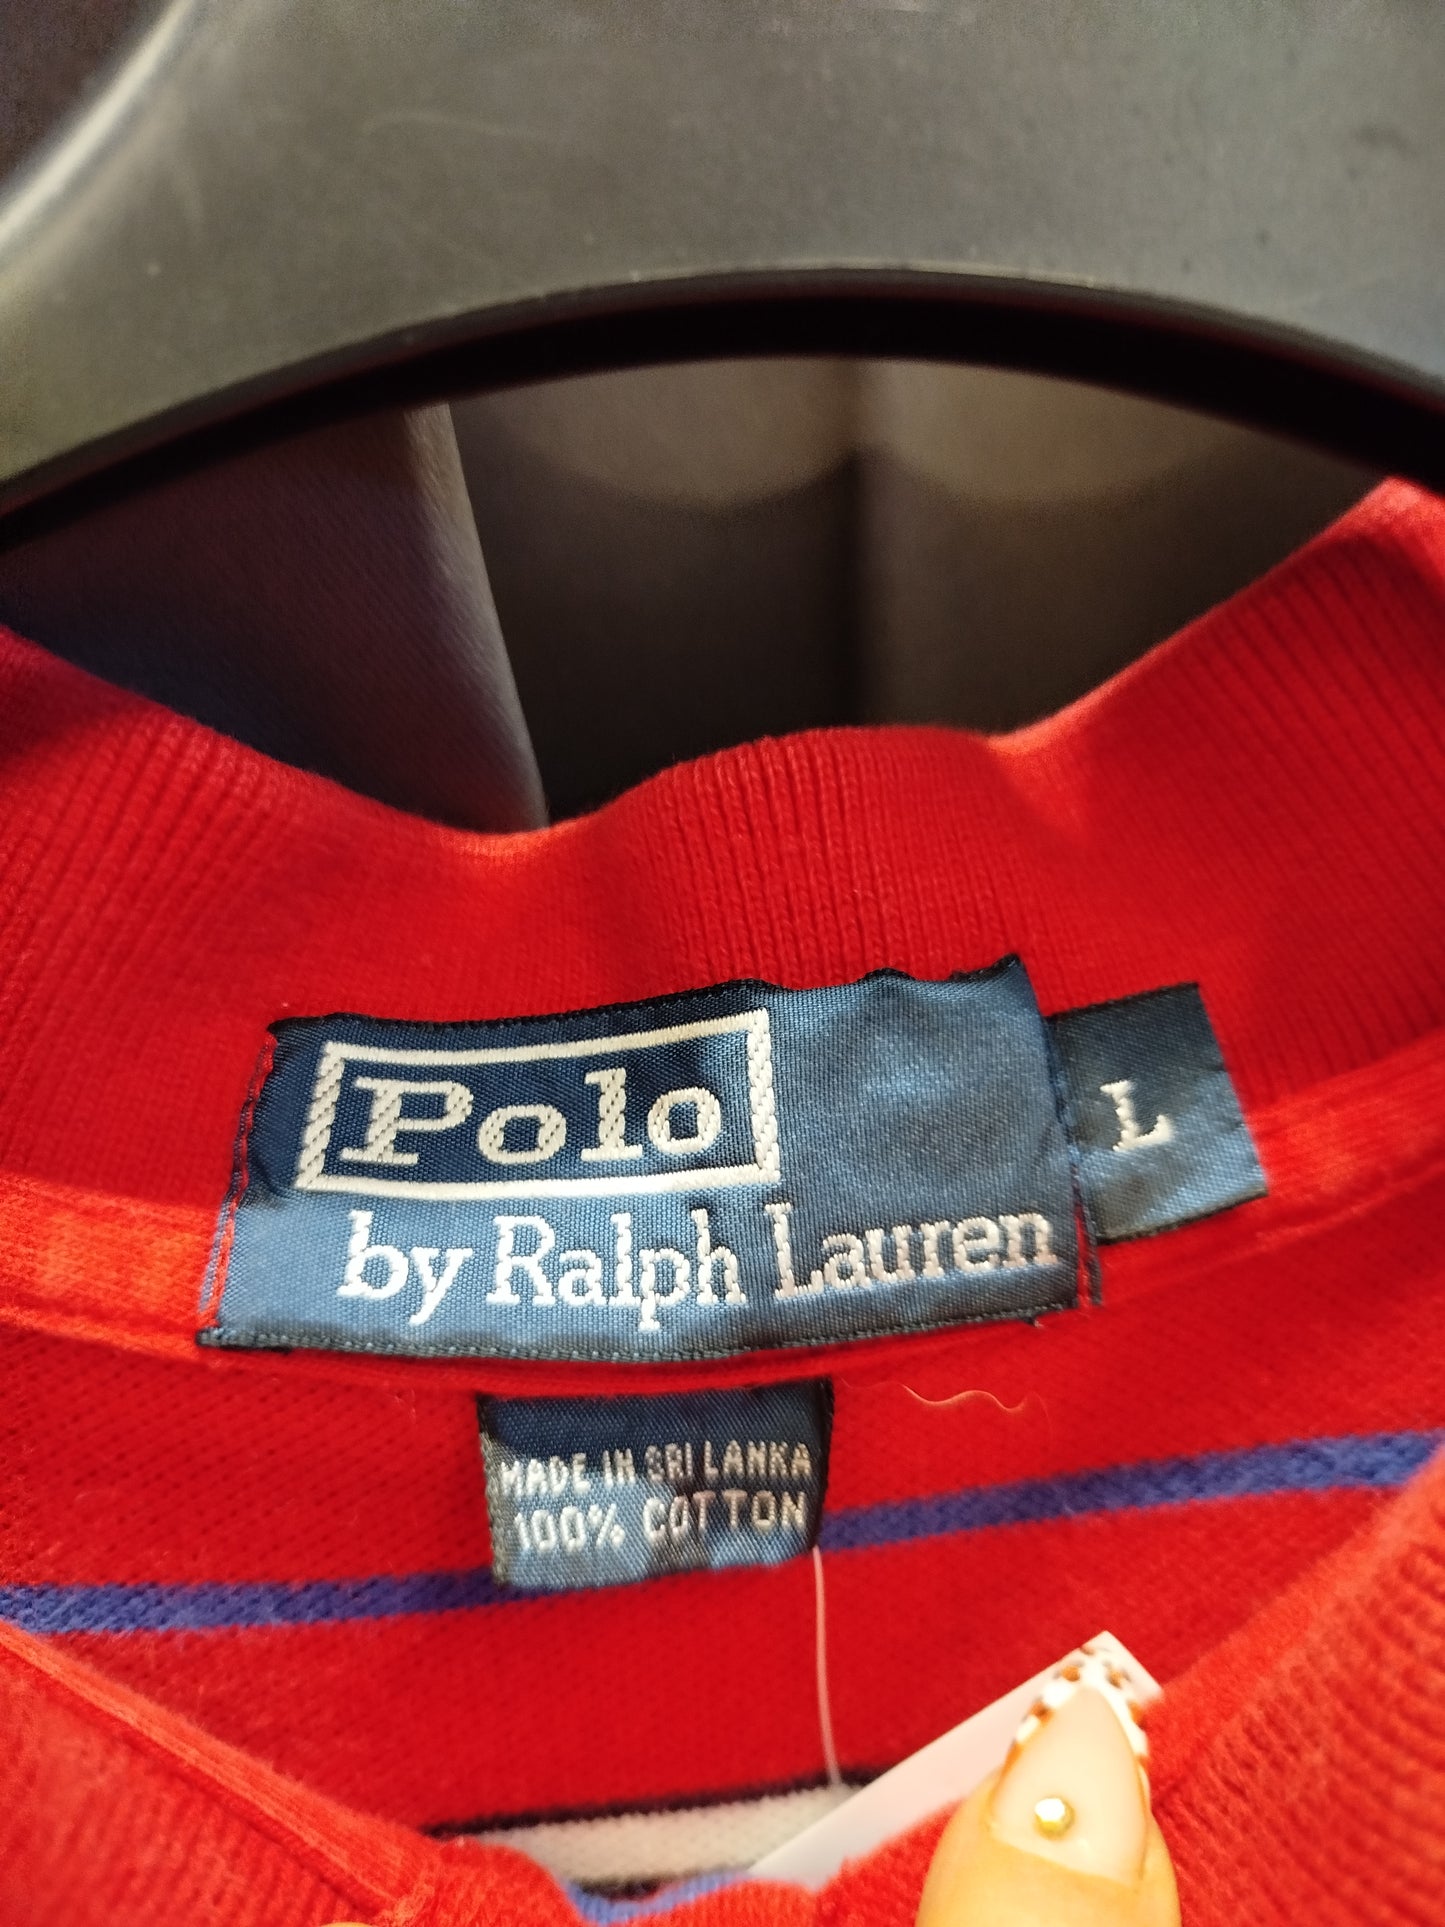 Polo
by Ralph Lauren
L
MADE IN SRI LANKA
100% COTTON